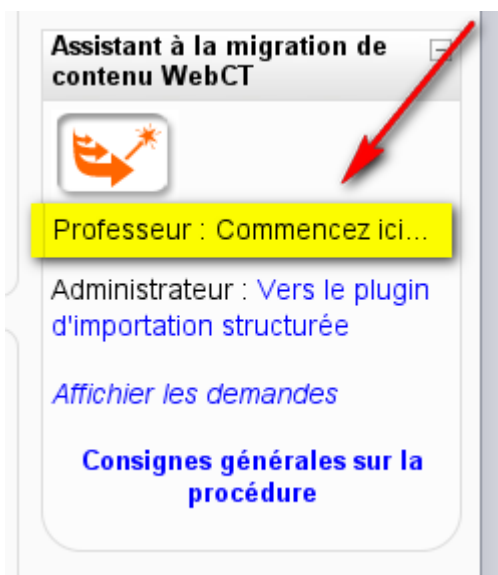 Assistant à la migration de
contenu WebCT
Professeur : Commencez ici...
Administrateur : Vers le plugin
d'importation structurée
Affichier les demandes
Consignes générales sur la
procédure